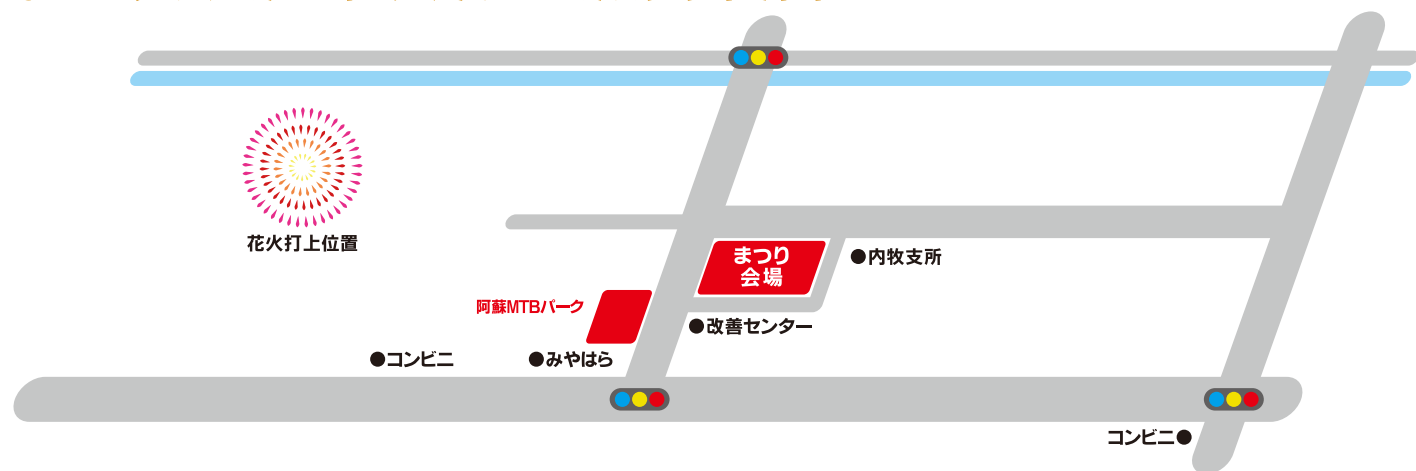 花火打上位置
まつり
会場
●内牧支所
阿蘇MTBパーク
●改善センター
●コンビニ
●みやはら
コンビニ●